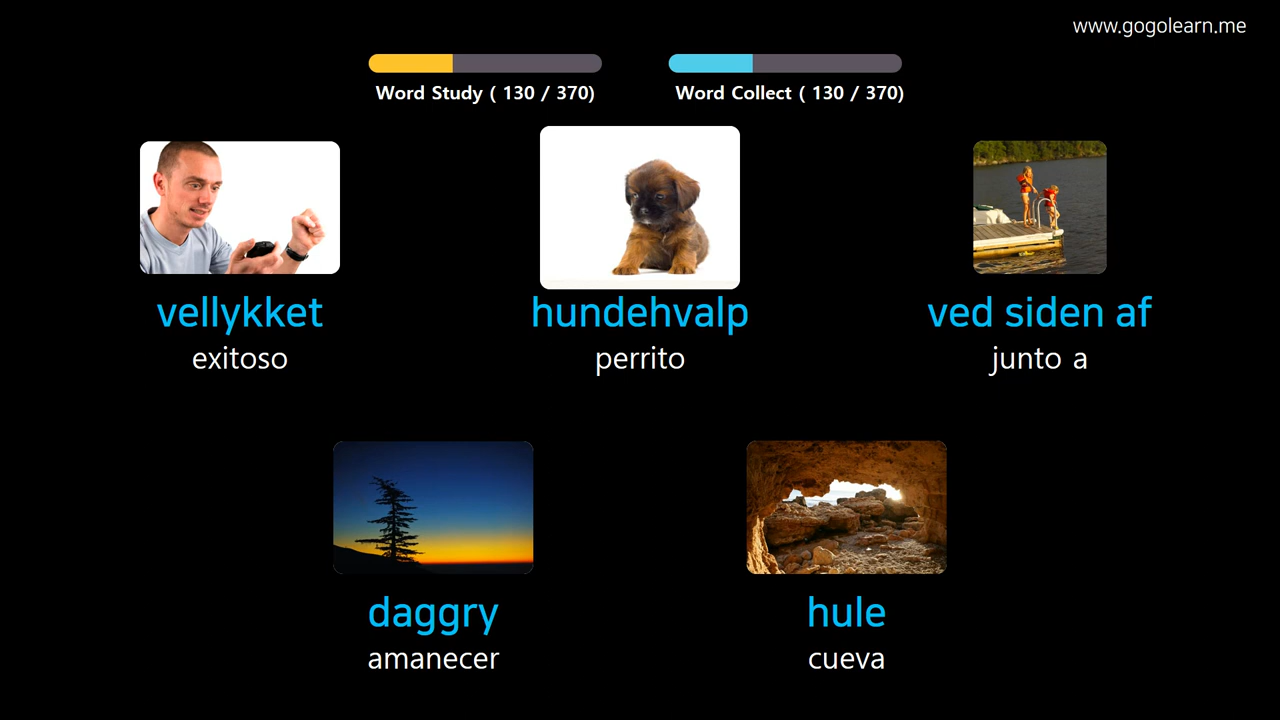 www.gogolearn.me
Word Study ( 130 / 370)
Word Collect ( 130 / 370)
vellykket
exitoso
hundehvalp
perrito
ved siden af
junto a
daggry
amanecer
hule
cueva